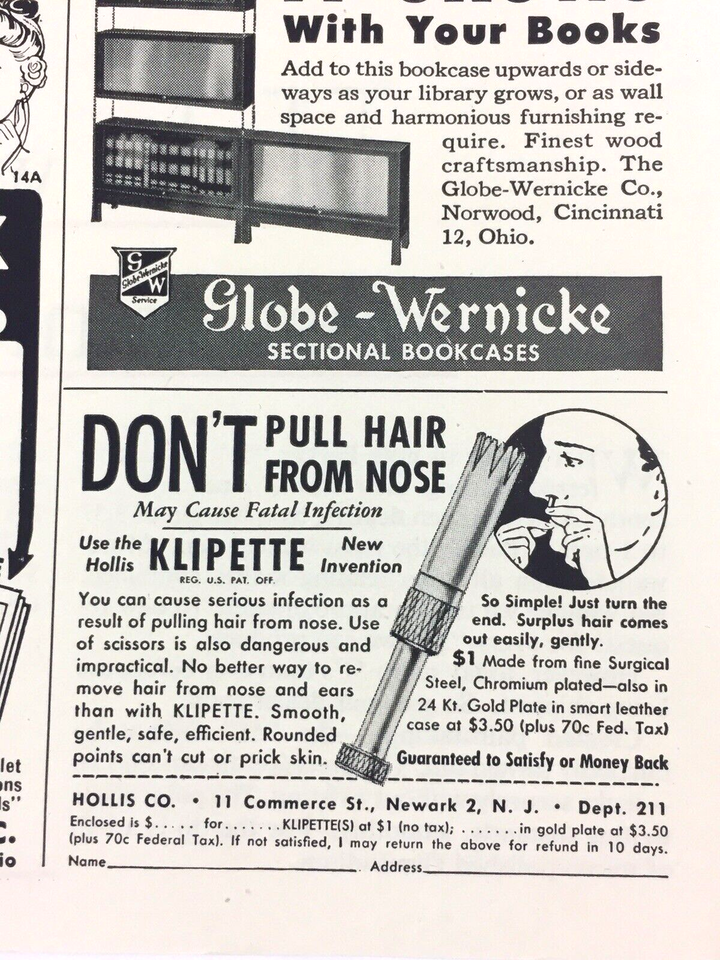 With Your Books
Add to this bookcase upwards or side-
ways as your library grows, or as wall
space and harmonious furnishing re-
quire. Finest wood
craftsmanship. The
Globe-Wernicke Co.,
Norwood, Cincinnati
12, Ohio.
14A
G
Globe-Wernicke
W
Service
Globe-Wernicke
SECTIONAL BOOKCASES
DON'T PULL HAIR
FROM NOSE
May Cause Fatal Infection
Use the
Hollis
KLIPETTE
New
Invention
REG. U.S. PAT. OFF.
You can cause serious infection as a
result of pulling hair from nose. Use
of scissors is also dangerous and
impractical. No better way to re-
move hair from nose and ears
than with KLIPETTE. Smooth,
gentle, safe, efficient. Rounded
points can't cut or prick skin.
So Simple! Just turn the
end. Surplus hair comes
out easily, gently.
$1 Made from fine Surgical
Steel, Chromium plated—also in
24 Kt. Gold Plate in smart leather
case at $3.50 (plus 70c Fed. Tax)
Guaranteed to Satisfy or Money Back
HOLLIS CO. • 11 Commerce St., Newark 2, N. J. • Dept. 211
Enclosed is $..... for.......KLIPETTE(S) at $1 (no tax); .......in gold plate at $3.50
(plus 70c Federal Tax). If not satisfied, I may return the above for refund in 10 days.
Name Address